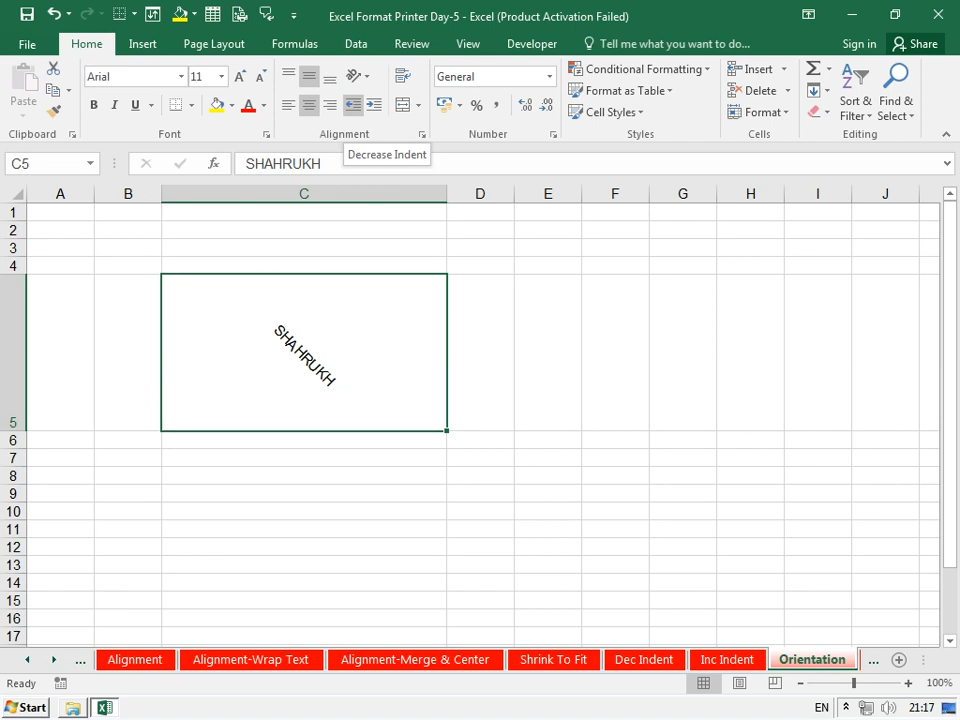 Excel Format Printer Day-5 - Excel (Product Activation Failed)
File Home Insert Page Layout Formulas Data Review View Developer Tell me what you want to do... Sign in Share
Paste
Arial 11
B I U
General
%
Conditional Formatting
Format as Table
Cell Styles
Insert
Delete
Format
Sort & Filter
Find & Select
Clipboard Font Alignment Number Styles Cells Editing
C5 fx SHAHRUKH
Decrease Indent
A B C D E F G H I J
1
2
3
4
5
SHAHRUKH
6
7
8
9
10
11
12
13
14
15
16
17
... Alignment Alignment-Wrap Text Alignment-Merge & Center Shrink To Fit Dec Indent Inc Indent Orientation ...
Ready 100%
Start EN 21:17